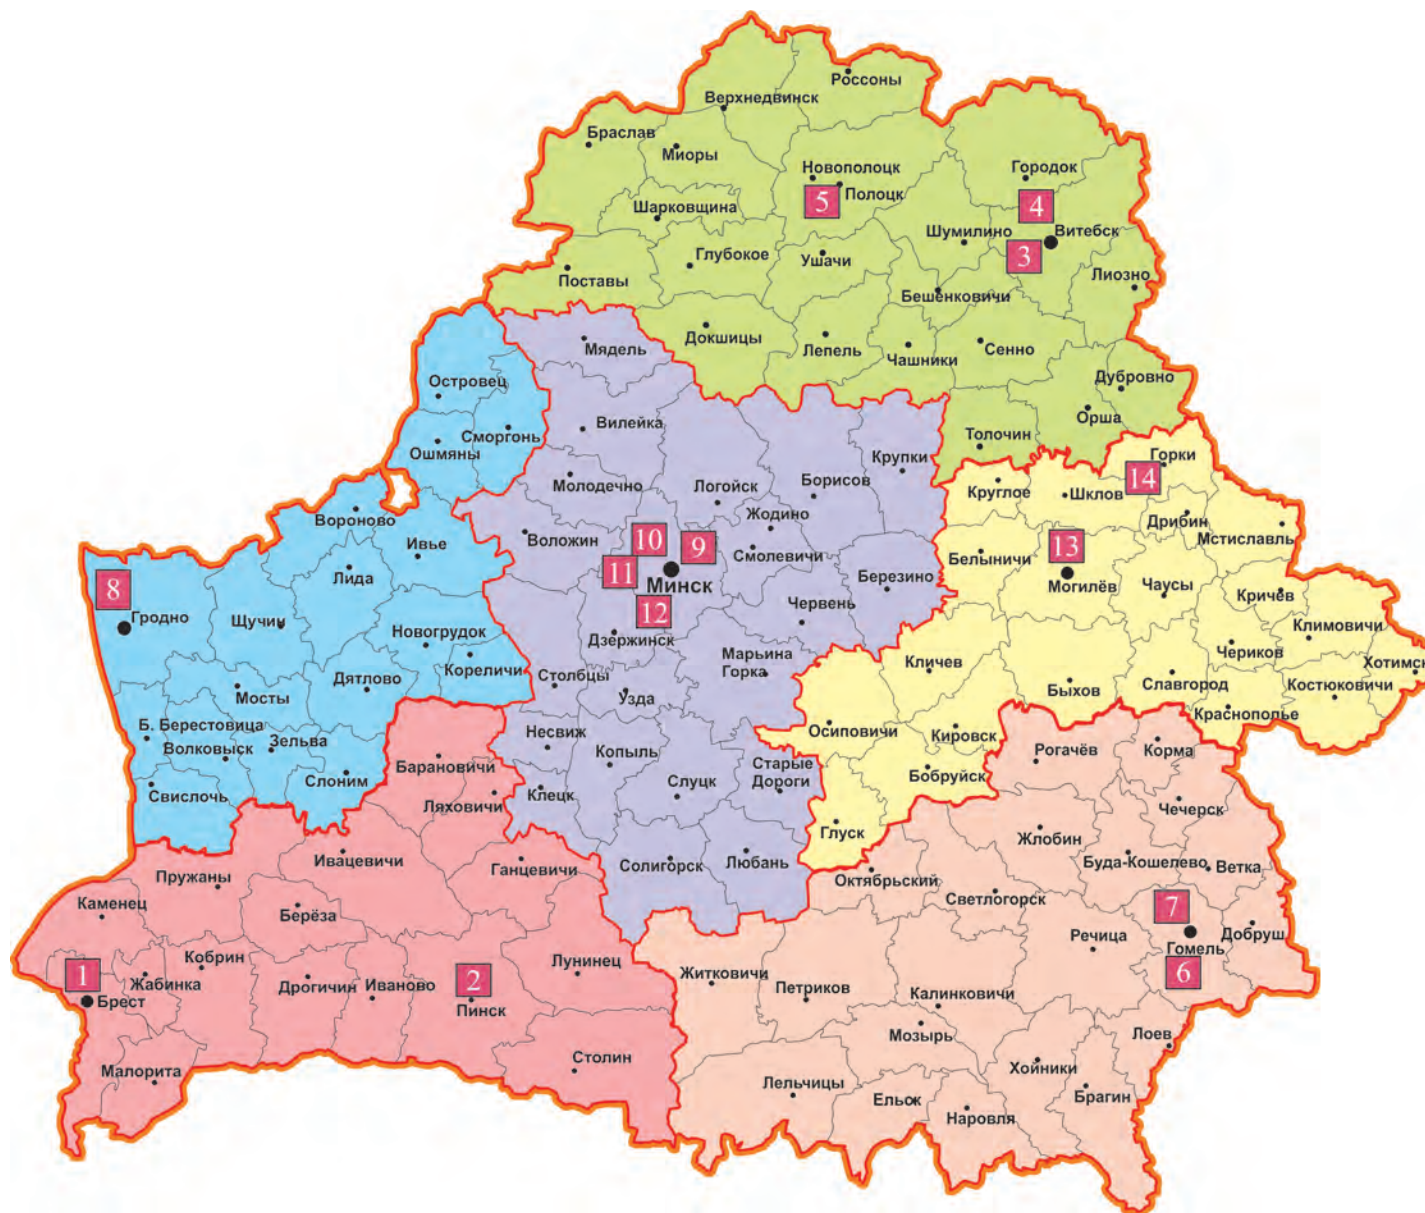 Россоны
Верхнедвинск
Браслав
Миоры
Новополоцк
Городок
5
Полоцк
4
Шарковщина
Шумилино
Витебск
3
Глубокое
Ушачи
Поставы
Лиозно
Бешенковичи
Докшицы
Лепель
Чашники
Сенно
Мядель
Островец
Дубровно
Орша
Вилейка
Сморгонь
Ошмяны
Толочин
Крупки
Горки
14
Молодечно
Логойск
Борисов
Круглое
Шклов
Вороново
Жодино
Дрибин
Мстиславль
Воложин
10
9
Смолевичи
13
Ивье
Белыничи
Лида
11
Минск
Березино
Могилёв
Чаусы
Кричев
8
12
Червень
Гродно
Щучин
Новогрудок
Дзержинск
Климовичи
Кореличи
Марьина
Горка
Кличев
Чериков
Хотимск
Дятлово
Столбцы
Узда
Быхов
Славгород
Костюковичи
Мосты
Краснополье
Б. Берестовица
Несвиж
Осиповичи
Кировск
Волковыск
Зельва
Копыль
Рогачёв
Корма
Барановичи
Старые
Дороги
Слоним
Слуцк
Бобруйск
Свислочь
Ляховичи
Клецк
Чечерск
Глуск
Жлобин
Ивацевичи
Ганцевичи
Солигорск
Любань
Буда-Кошелево
Ветка
Пружаны
Октябрьский
Светлогорск
Каменец
Берёза
7
Добруш
Речица
Гомель
Кобрин
Лунинец
1
Жабинка
2
Житковичи
6
Дрогичин
Иваново
Петриков
Брест
Пинск
Калинковичи
Мозырь
Лоев
Столин
Малорита
Хойники
Лельчицы
Ельск
Брагин
Наровля